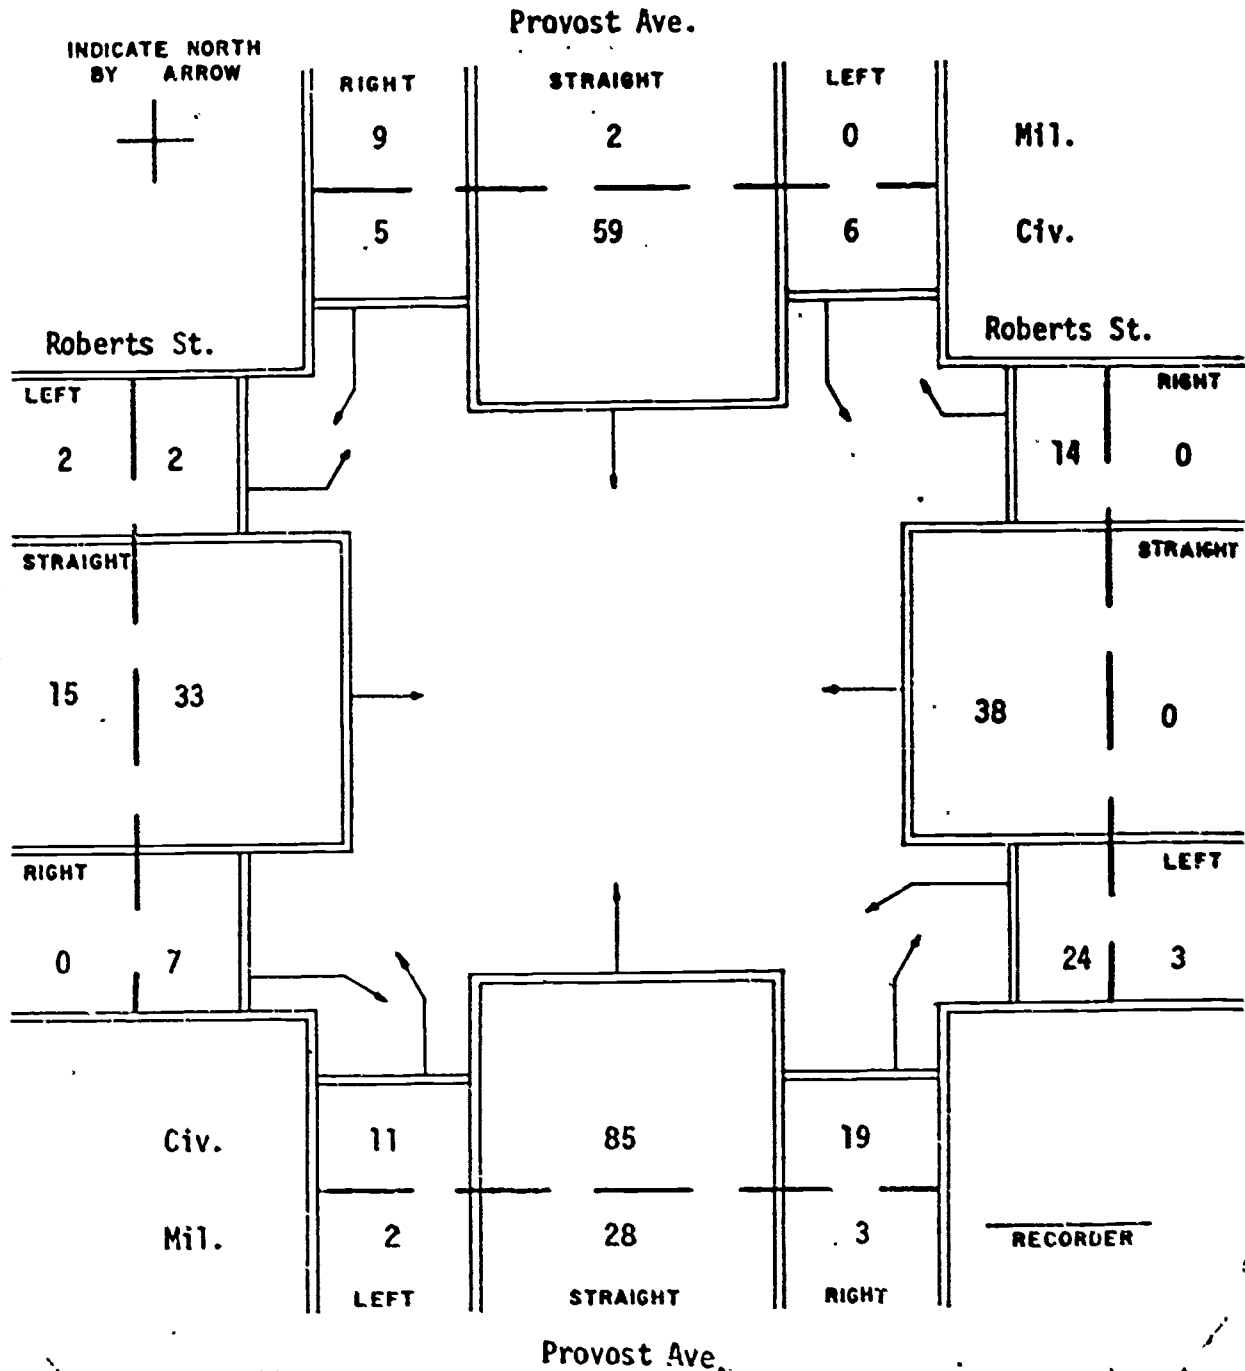 Provost Ave.
INDICATE NORTH
BY ARROW
RIGHT STRAIGHT LEFT
9 2 0 Mil.
5 59 6 Civ.
Roberts St. Roberts St.
LEFT RIGHT
2 2 14 0
STRAIGHT STRAIGHT
15 33 38 0
RIGHT LEFT
0 7 24 3
Civ. 11 85 19
Mil. 2 28 3
RECORDER
LEFT STRAIGHT RIGHT
Provost Ave.